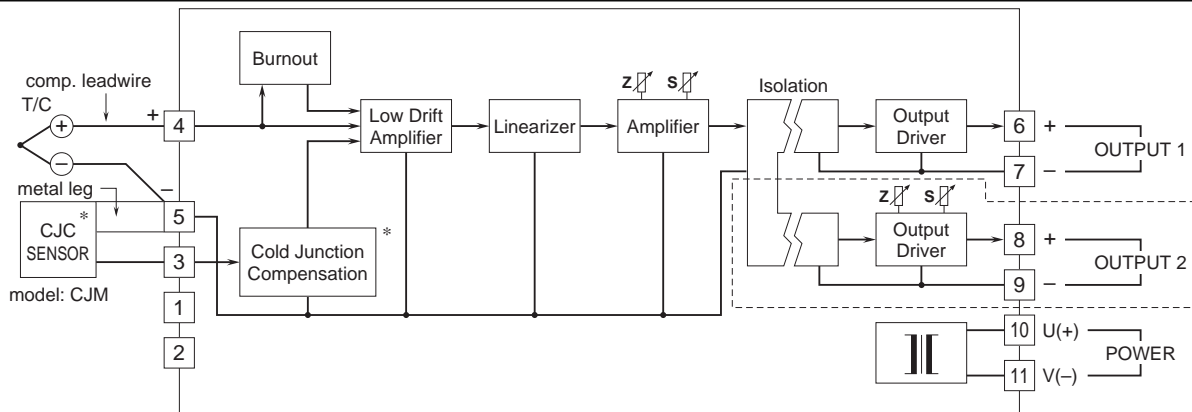 comp. leadwire
T/C
+
−
metal leg
CJC *
SENSOR
model: CJM
+
4
−
5
3
1
2
Burnout
Low Drift
Amplifier
Cold Junction
Compensation
*
Linearizer
Z S
Amplifier
Isolation
Output
Driver
Z S
Output
Driver
6 +
7 −
OUTPUT 1
8 +
9 −
OUTPUT 2
10 U(+)
11 V(−)
POWER